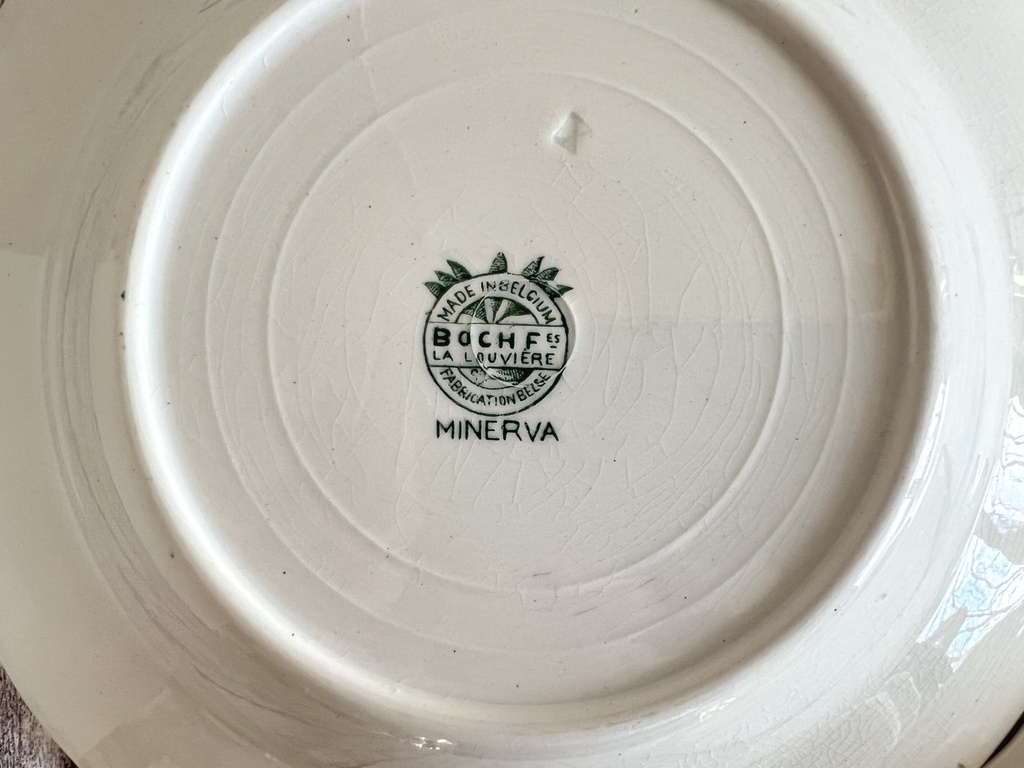 MADE IN BELGIUM
BOCH FES
LA LOUVIÈRE
FABRICATION BELGE
MINERVA